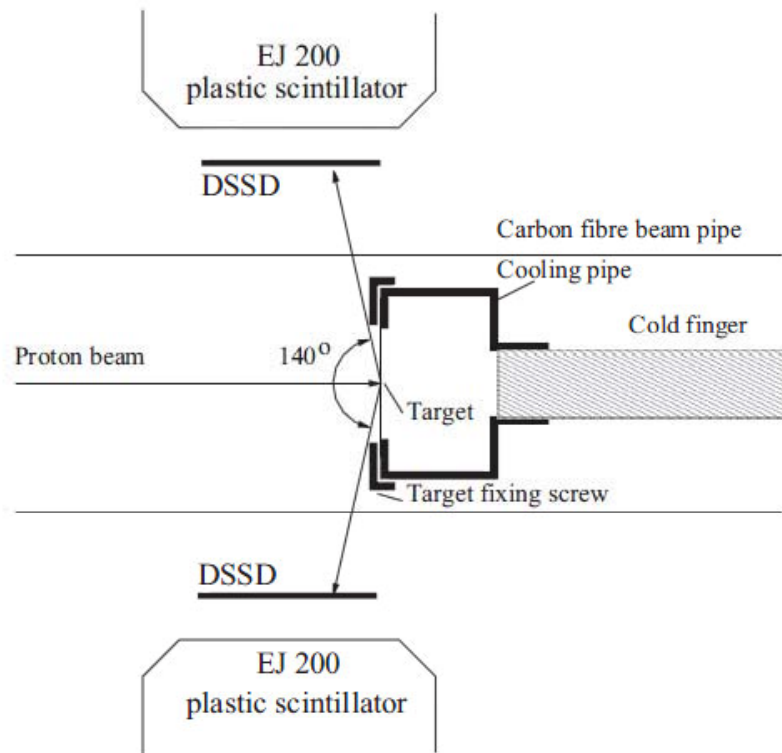 EJ 200
plastic scintillator
DSSD
Carbon fibre beam pipe
Cooling pipe
Cold finger
Proton beam
140°
Target
Target fixing screw
DSSD
EJ 200
plastic scintillator